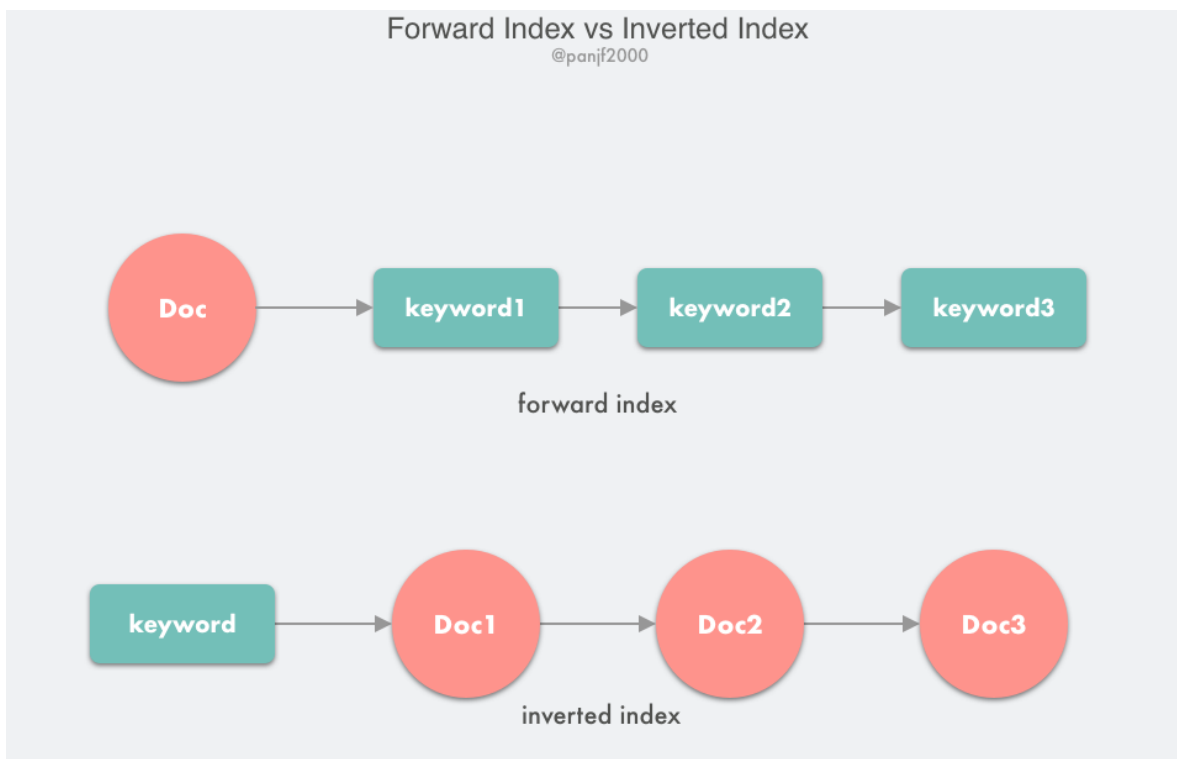 Forward Index vs Inverted Index
@panjf2000
Doc
keyword1
keyword2
keyword3
forward index
keyword
Doc1
Doc2
Doc3
inverted index